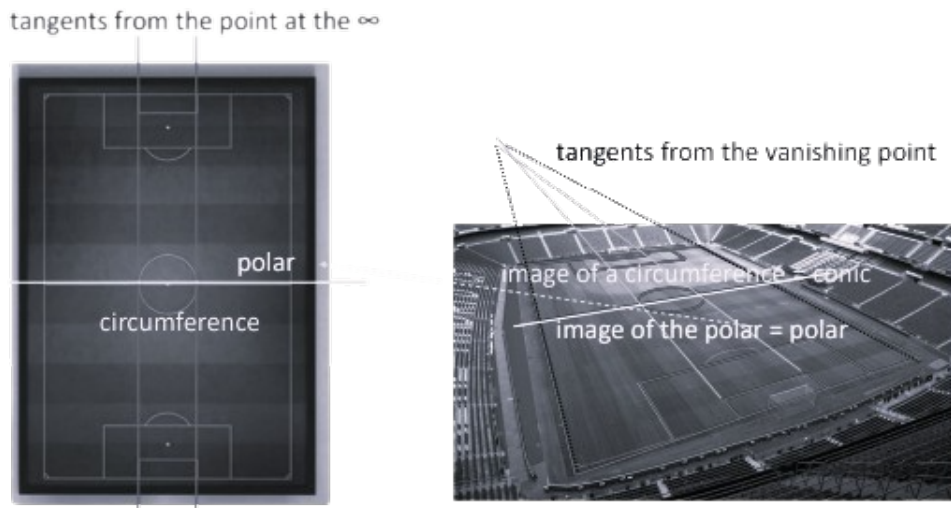 tangents from the point at the ∞
tangents from the vanishing point
polar
image of a circumference = conic
circumference
image of the polar = polar